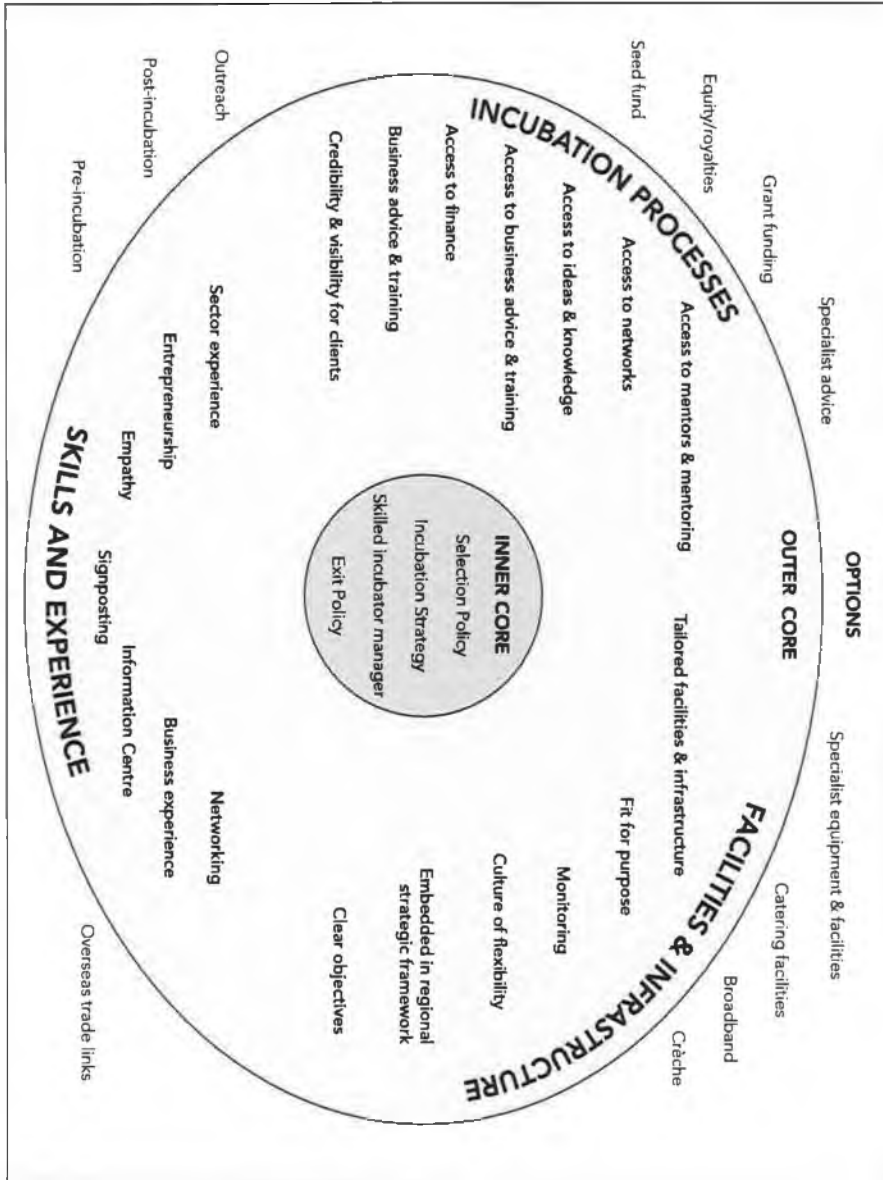 OPTIONS
Specialist advice
Grant funding
Equity/royalties
Seed fund
Outreach
Post-incubation
Pre-incubation
Specialist equipment & facilities
Catering facilities
Broadband
Crèche
Overseas trade links
OUTER CORE
INCUBATION PROCESSES
Access to mentors & mentoring
Access to networks
Access to ideas & knowledge
Access to business advice & training
Access to finance
Business advice & training
Credibility & visibility for clients
FACILITIES & INFRASTRUCTURE
Tailored facilities & infrastructure
Fit for purpose
Monitoring
Culture of flexibility
Embedded in regional
strategic framework
Clear objectives
INNER CORE
Selection Policy
Incubation Strategy
Skilled incubator manager
Exit Policy
Sector experience
Entrepreneurship
Empathy
Signposting
Information Centre
Business experience
Networking
SKILLS AND EXPERIENCE